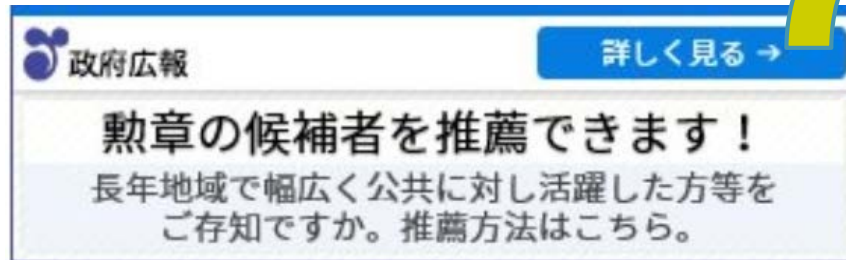 政府広報
詳しく見る →
勲章の候補者を推薦できます！
長年地域で幅広く公共に対し活躍した方等を
ご存知ですか。推薦方法はこちら。